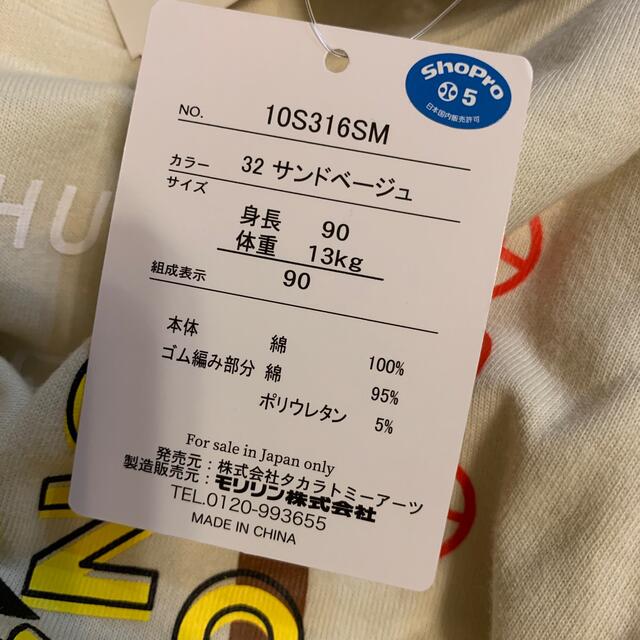 ShoPro
5
日本国内販売許可
NO. 10S316SM
カラー 32 サンドベージュ
サイズ
身長 90
体重 13kg
90
組成表示
本体 綿 100%
ゴム編み部分 綿 95%
ポリウレタン 5%
For sale in Japan only
発売元：株式会社タカラトミーアーツ
製造販売元：モリリン株式会社
TEL.0120-993655
MADE IN CHINA
HU
NG